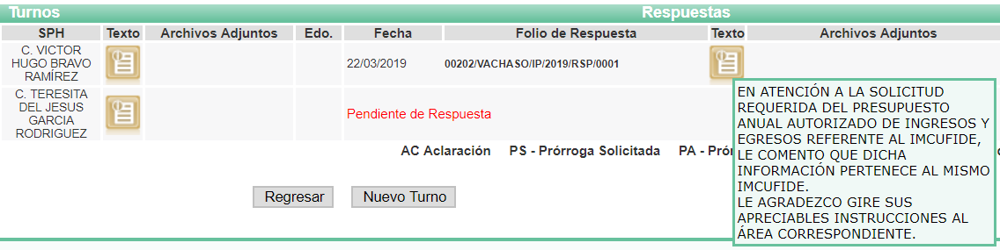 Turnos Respuestas
SPH Texto Archivos Adjuntos Edo. Fecha Folio de Respuesta Texto Archivos Adjuntos
C. VICTOR
HUGO BRAVO
RAMÍREZ
22/03/2019 00202/VACHASO/IP/2019/RSP/0001
C. TERESITA
DEL JESUS
GARCIA
RODRIGUEZ
Pendiente de Respuesta
AC Aclaración PS - Prórroga Solicitada PA -
EN ATENCIÓN A LA SOLICITUD
REQUERIDA DEL PRESUPUESTO
ANUAL AUTORIZADO DE INGRESOS Y
EGRESOS REFERENTE AL IMCUFIDE,
LE COMENTO QUE DICHA
INFORMACIÓN PERTENECE AL MISMO
IMCUFIDE.
LE AGRADEZCO GIRE SUS
APRECIABLES INSTRUCCIONES AL
ÁREA CORRESPONDIENTE.
Regresar Nuevo Turno